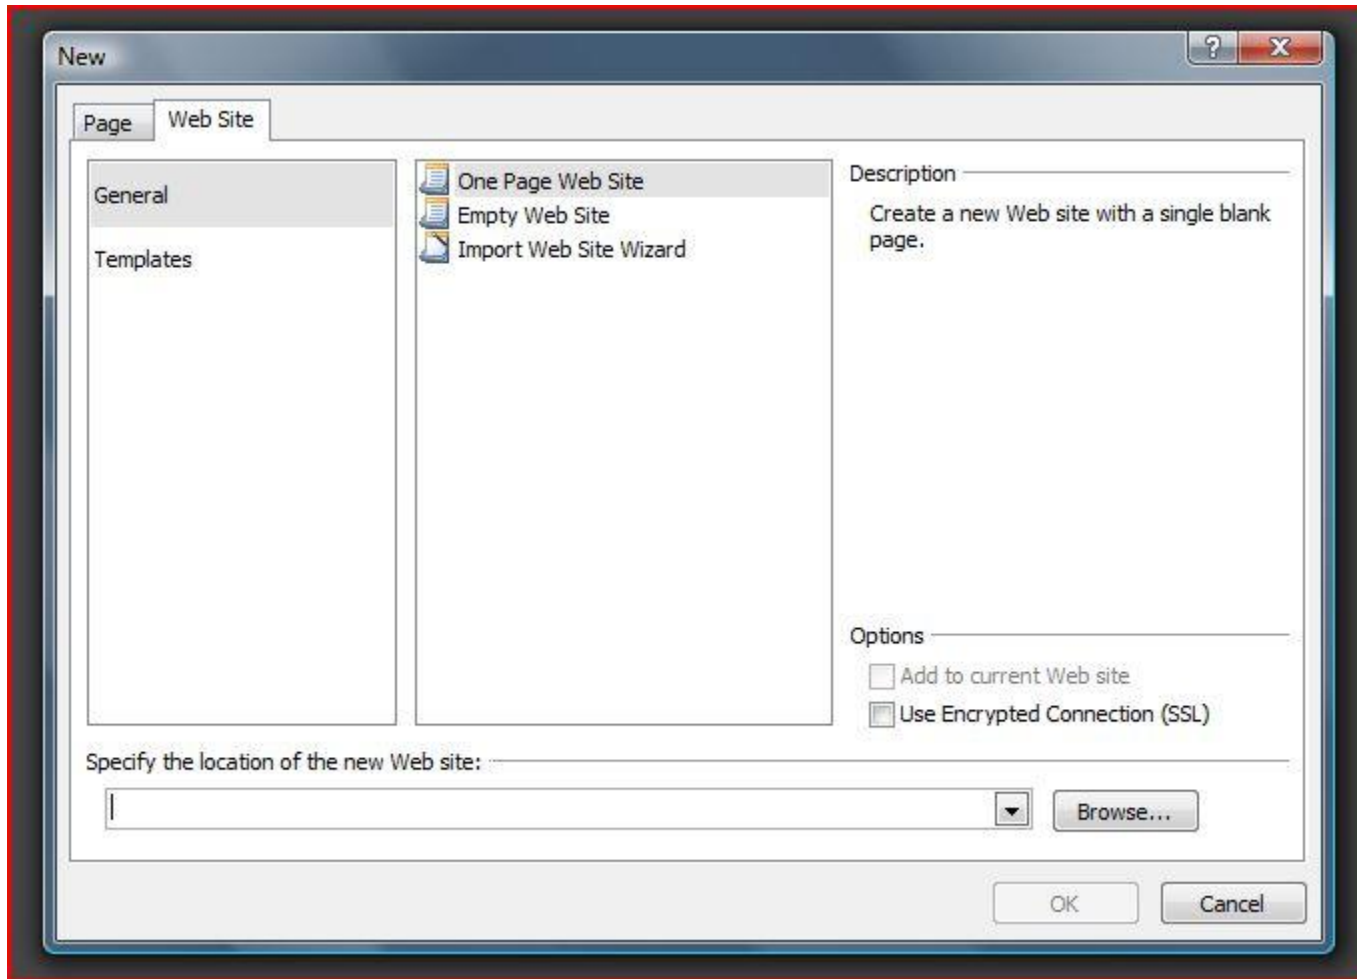 New
?
X
Page
Web Site
General
Templates
One Page Web Site
Empty Web Site
Import Web Site Wizard
Description
Create a new Web site with a single blank
page.
Options
Add to current Web site
Use Encrypted Connection (SSL)
Specify the location of the new Web site:
Browse...
OK
Cancel